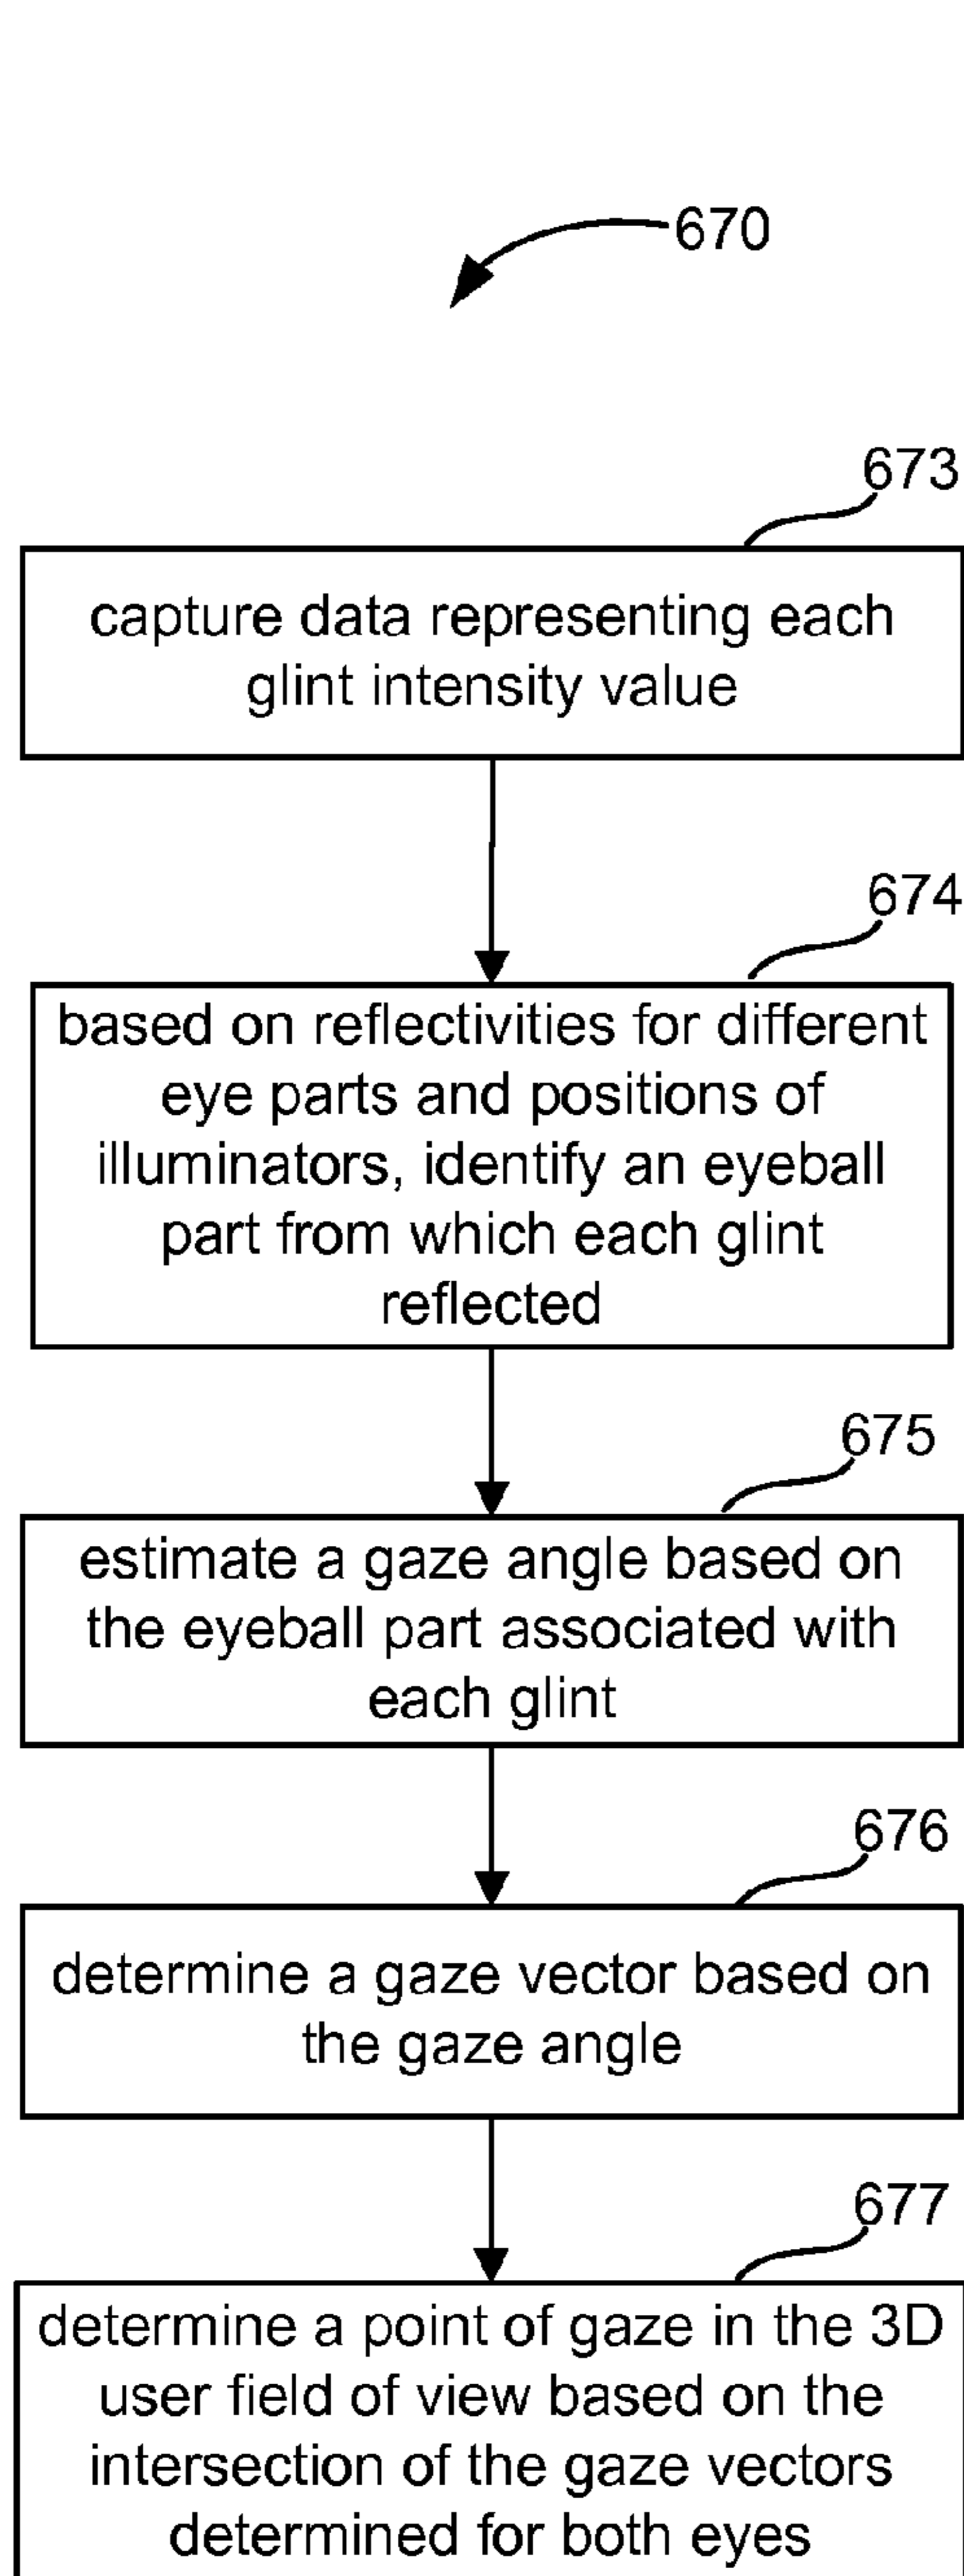 670
673
capture data representing each
glint intensity value
674
based on reflectivities for different
eye parts and positions of
illuminators, identify an eyeball
part from which each glint
reflected
675
estimate a gaze angle based on
the eyeball part associated with
each glint
676
determine a gaze vector based on
the gaze angle
677
determine a point of gaze in the 3D
user field of view based on the
intersection of the gaze vectors
determined for both eyes